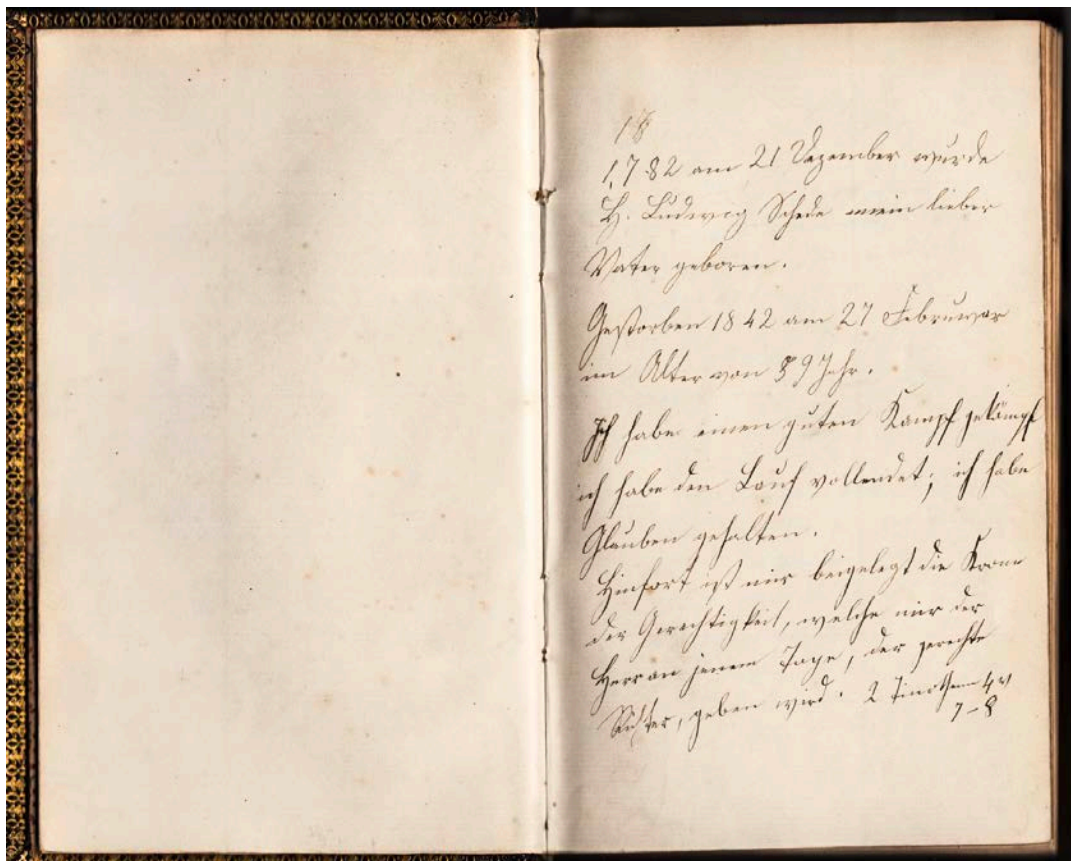 18
1782 am 21 Dezember wurde
H. Ludwig Schede mein lieber
Vater geboren.
Gestorben 1842 am 27 Februar
im Alter von 59 Jahr.
Ich habe einen guten Kampf gekämpf
ich habe den Lauf vollendet; ich habe
Glauben gehalten.
Hinfort ist mir beigelegt die Krone
der Gerechtigkeit, welche mir der
Herr an jenem Tage, der gerechte
Richter, geben wird. 2 Timotheum 4 v
7-8